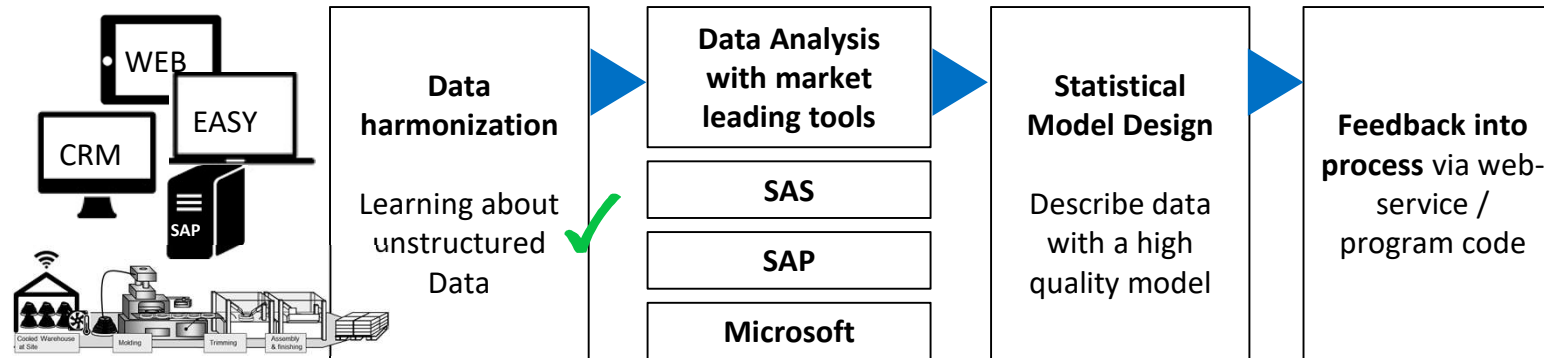 WEB
EASY
CRM
SAP
Cooled Warehouse
at Site
Molding
Trimming
Assembly
& finishing
Data
harmonization
Learning about
unstructured
Data
Data Analysis
with market
leading tools
SAS
SAP
Microsoft
Statistical
Model Design
Describe data
with a high
quality model
Feedback into
process via web-
service /
program code